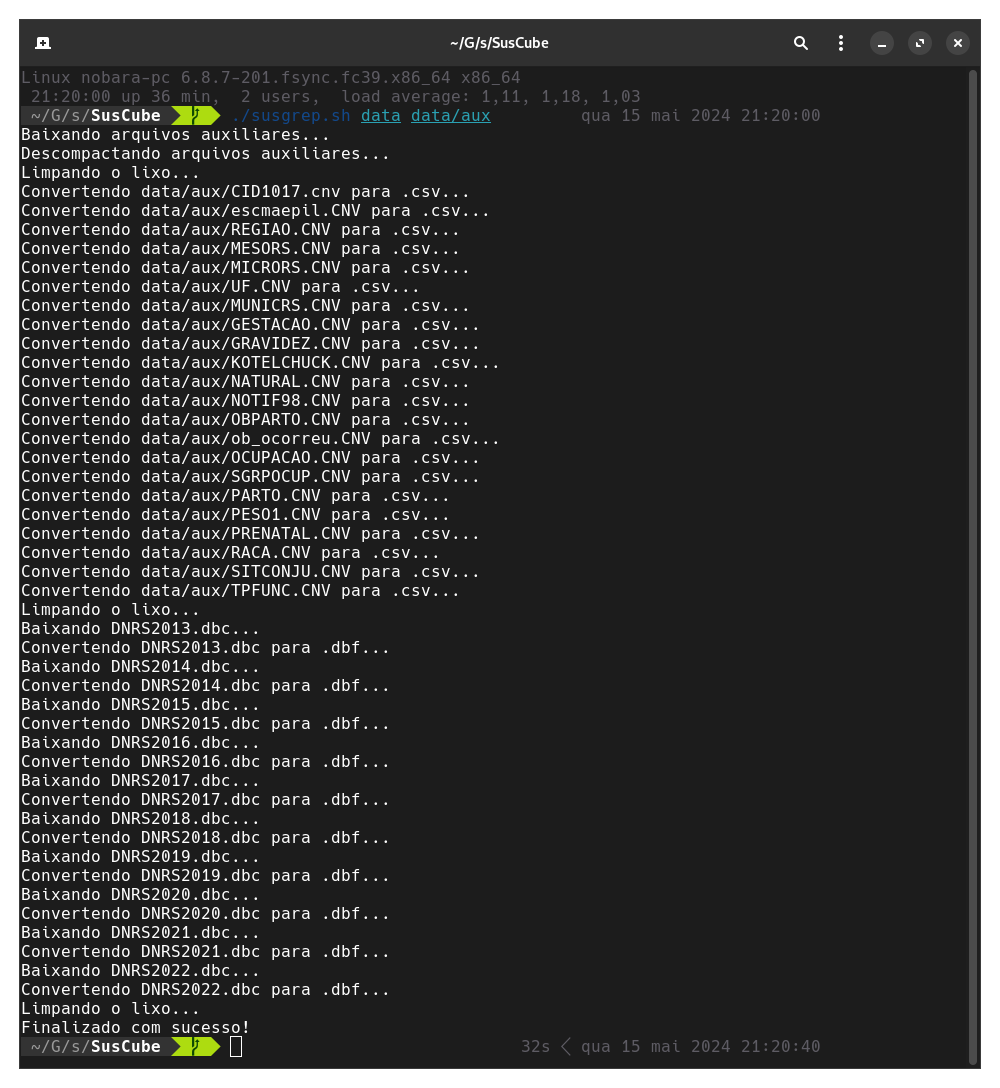 ~/G/s/SusCube
Linux nobara-pc 6.8.7-201.fsync.fc39.x86_64 x86_64
21:20:00 up 36 min,  2 users,  load average: 1,11, 1,18, 1,03
~/G/s/SusCube ./susgrep.sh data data/aux qua 15 mai 2024 21:20:00
Baixando arquivos auxiliares...
Descompactando arquivos auxiliares...
Limpando o lixo...
Convertendo data/aux/CID1017.cnv para .csv...
Convertendo data/aux/escmaepil.CNV para .csv...
Convertendo data/aux/REGIAO.CNV para .csv...
Convertendo data/aux/MESORS.CNV para .csv...
Convertendo data/aux/MICRORS.CNV para .csv...
Convertendo data/aux/UF.CNV para .csv...
Convertendo data/aux/MUNICRS.CNV para .csv...
Convertendo data/aux/GESTACAO.CNV para .csv...
Convertendo data/aux/GRAVIDEZ.CNV para .csv...
Convertendo data/aux/KOTELCHUCK.CNV para .csv...
Convertendo data/aux/NATURAL.CNV para .csv...
Convertendo data/aux/NOTIF98.CNV para .csv...
Convertendo data/aux/OBPARTO.CNV para .csv...
Convertendo data/aux/ob_ocorreu.CNV para .csv...
Convertendo data/aux/OCUPACAO.CNV para .csv...
Convertendo data/aux/SGRPOCUP.CNV para .csv...
Convertendo data/aux/PARTO.CNV para .csv...
Convertendo data/aux/PESO1.CNV para .csv...
Convertendo data/aux/PRENATAL.CNV para .csv...
Convertendo data/aux/RACA.CNV para .csv...
Convertendo data/aux/SITCONJU.CNV para .csv...
Convertendo data/aux/TPFUNC.CNV para .csv...
Limpando o lixo...
Baixando DNRS2013.dbc...
Convertendo DNRS2013.dbc para .dbf...
Baixando DNRS2014.dbc...
Convertendo DNRS2014.dbc para .dbf...
Baixando DNRS2015.dbc...
Convertendo DNRS2015.dbc para .dbf...
Baixando DNRS2016.dbc...
Convertendo DNRS2016.dbc para .dbf...
Baixando DNRS2017.dbc...
Convertendo DNRS2017.dbc para .dbf...
Baixando DNRS2018.dbc...
Convertendo DNRS2018.dbc para .dbf...
Baixando DNRS2019.dbc...
Convertendo DNRS2019.dbc para .dbf...
Baixando DNRS2020.dbc...
Convertendo DNRS2020.dbc para .dbf...
Baixando DNRS2021.dbc...
Convertendo DNRS2021.dbc para .dbf...
Baixando DNRS2022.dbc...
Convertendo DNRS2022.dbc para .dbf...
Limpando o lixo...
Finalizado com sucesso!
~/G/s/SusCube 32s < qua 15 mai 2024 21:20:40